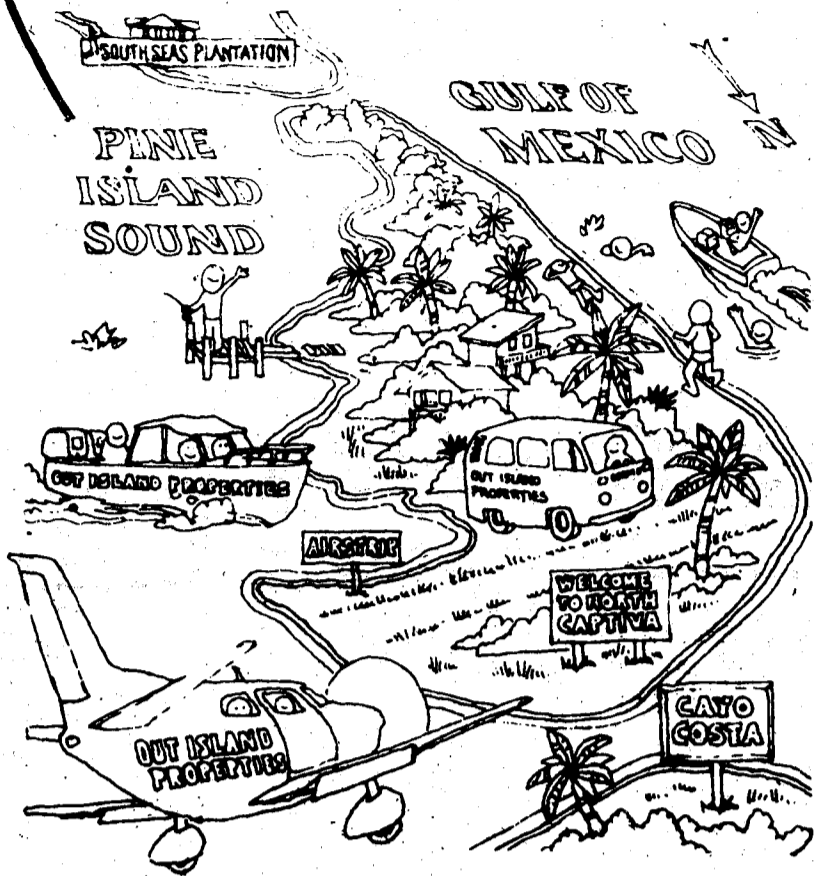 SOUTH SEAS PLANTATION
GULF OF
MEXICO
N
PINE
ISLAND
SOUND
OUT ISLAND PROPERTIES
OUT ISLAND
PROPERTIES
AIRSTRIP
WELCOME
TO NORTH
CAPTIVA
CAYO
COSTA
OUT ISLAND
PROPERTIES